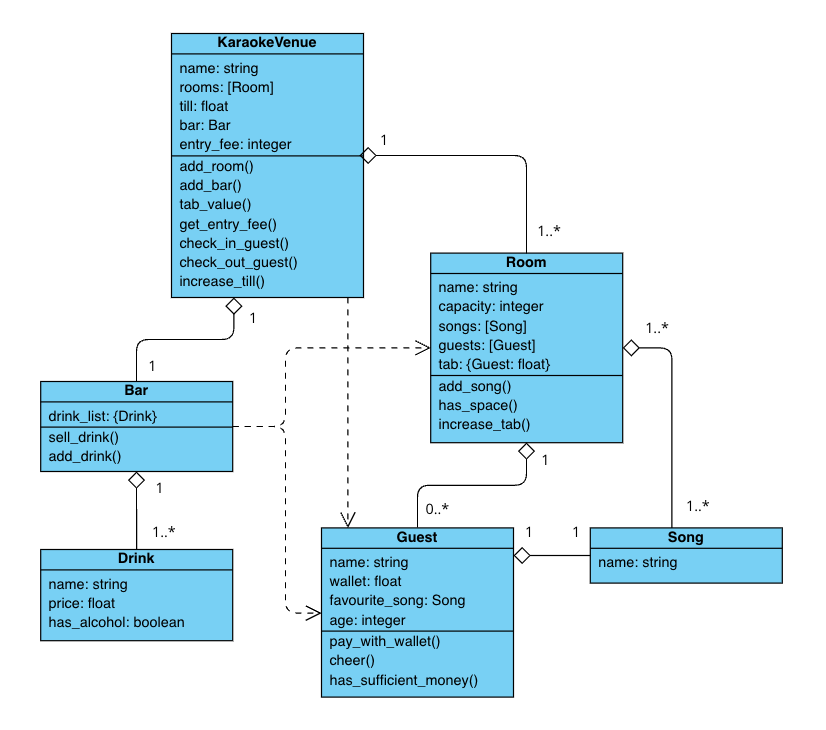 KaraokeVenue
name: string
rooms: [Room]
till: float
bar: Bar
entry_fee: integer
add_room()
add_bar()
tab_value()
get_entry_fee()
check_in_guest()
check_out_guest()
increase_till()
1
1..*
Room
name: string
capacity: integer
songs: [Song]
guests: [Guest]
tab: {Guest: float}
add_song()
has_space()
increase_tab()
1
1
Bar
drink_list: {Drink}
sell_drink()
add_drink()
1
1..*
Drink
name: string
price: float
has_alcohol: boolean
1..*
1..*
1
0..*
Guest
name: string
wallet: float
favourite_song: Song
age: integer
pay_with_wallet()
cheer()
has_sufficient_money()
1
1
Song
name: string